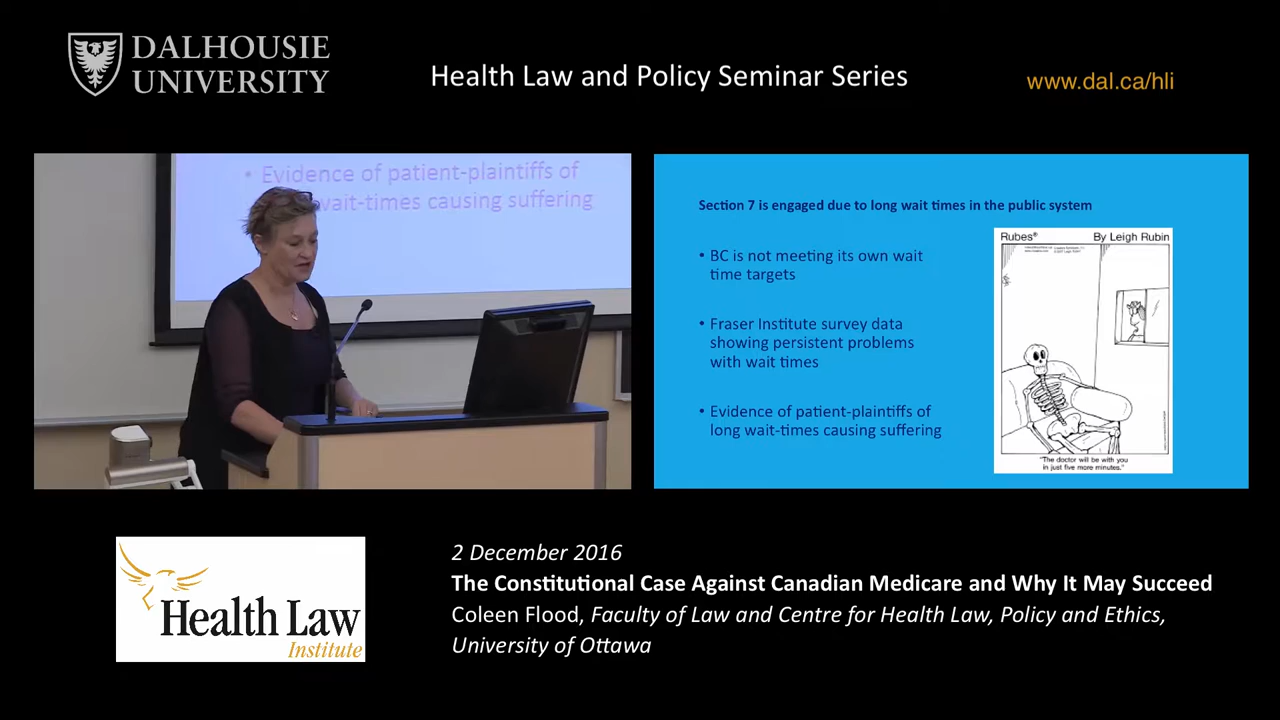 DALHOUSIE
UNIVERSITY
Health Law and Policy Seminar Series
www.dal.ca/hli
• Evidence of patient-plaintiffs of
wait-times causing suffering
Section 7 is engaged due to long wait times in the public system
• BC is not meeting its own wait
time targets
• Fraser Institute survey data
showing persistent problems
with wait times
• Evidence of patient-plaintiffs of
long wait-times causing suffering
Rubes® By Leigh Rubin
"The doctor will be with you
in just five more minutes."
Health Law
Institute
2 December 2016
The Constitutional Case Against Canadian Medicare and Why It May Succeed
Coleen Flood, Faculty of Law and Centre for Health Law, Policy and Ethics,
University of Ottawa